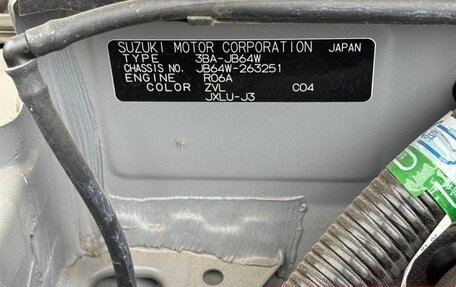 SUZUKI MOTOR CORPORATION JAPAN
TYPE 3BA-JB64W
CHASSIS NO. JB64W-263251
ENGINE R06A
COLOR ZVL C04
JXLU-J3